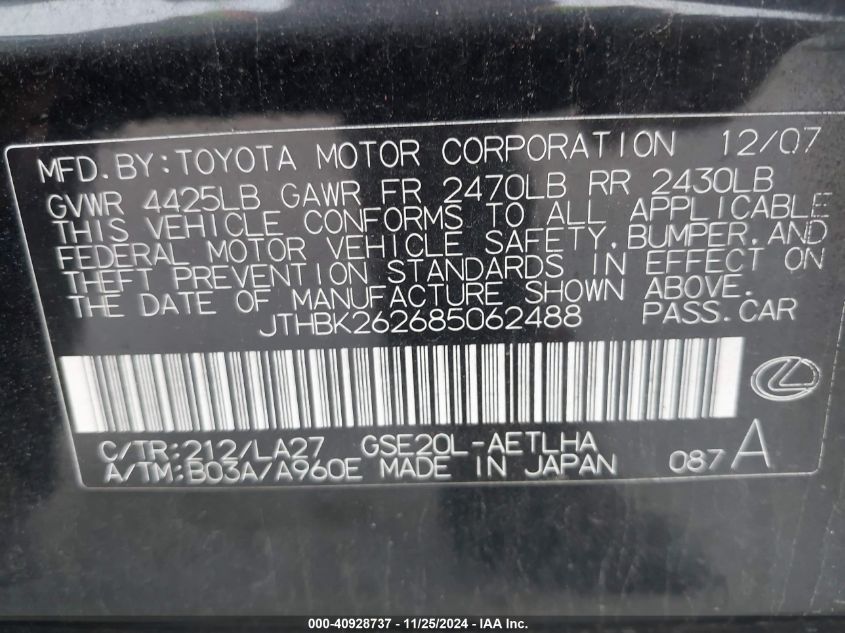 MFD. BY: TOYOTA MOTOR CORPORATION 12/07
GVWR 4425LB GAWR FR 2470LB RR 2430LB
THIS VEHICLE CONFORMS TO ALL APPLICABLE
FEDERAL MOTOR VEHICLE SAFETY, BUMPER, AND
THEFT PREVENTION STANDARDS IN EFFECT ON
THE DATE OF MANUFACTURE SHOWN ABOVE.
JTHBK262685062488 PASS. CAR
C/TR: 212/LA27 GSE20L-AETLHA
A/TM: B03A/A960E MADE IN JAPAN 087 A
000-40928737 - 11/25/2024 - IAA Inc.